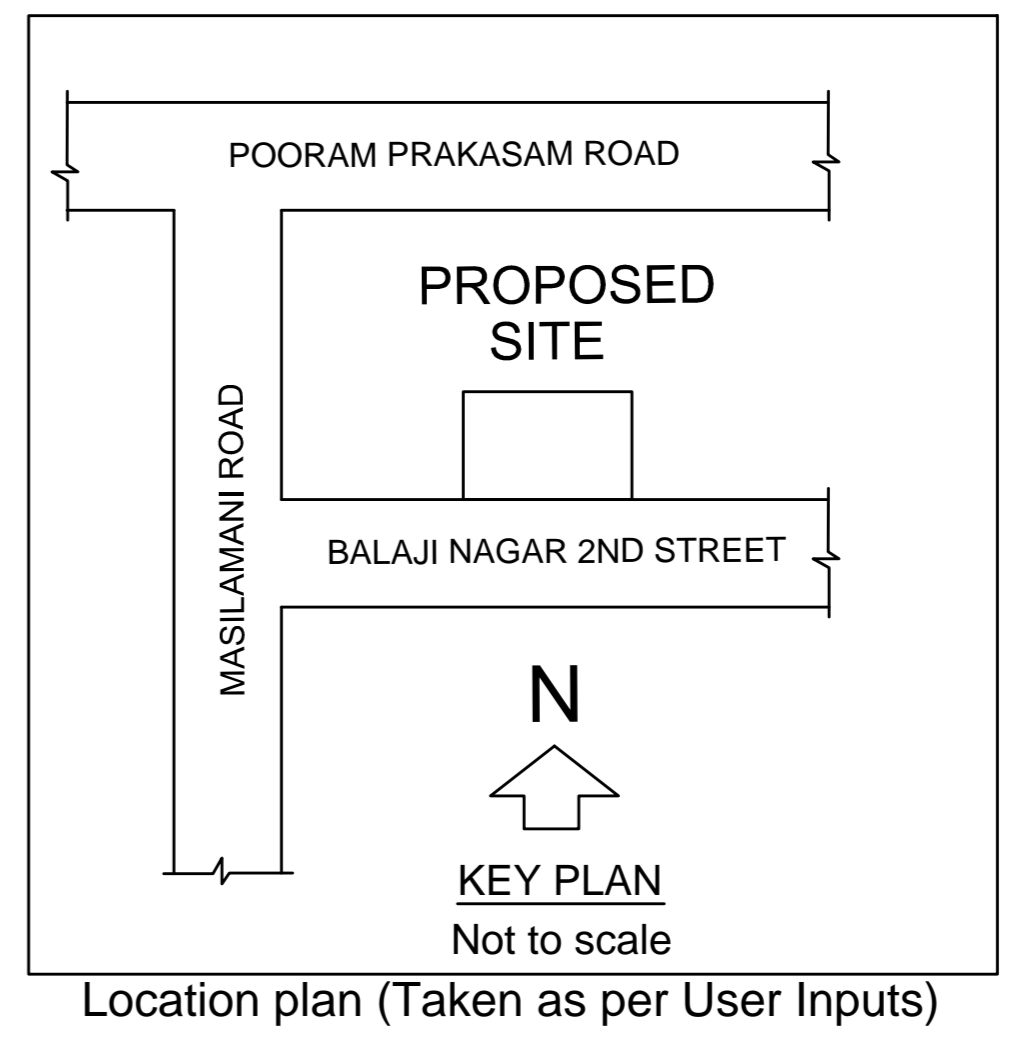 POORAM PRAKASAM ROAD
PROPOSED
SITE
MASILAMANI ROAD
BALAJI NAGAR 2ND STREET
N
KEY PLAN
Not to scale
Location plan (Taken as per User Inputs)